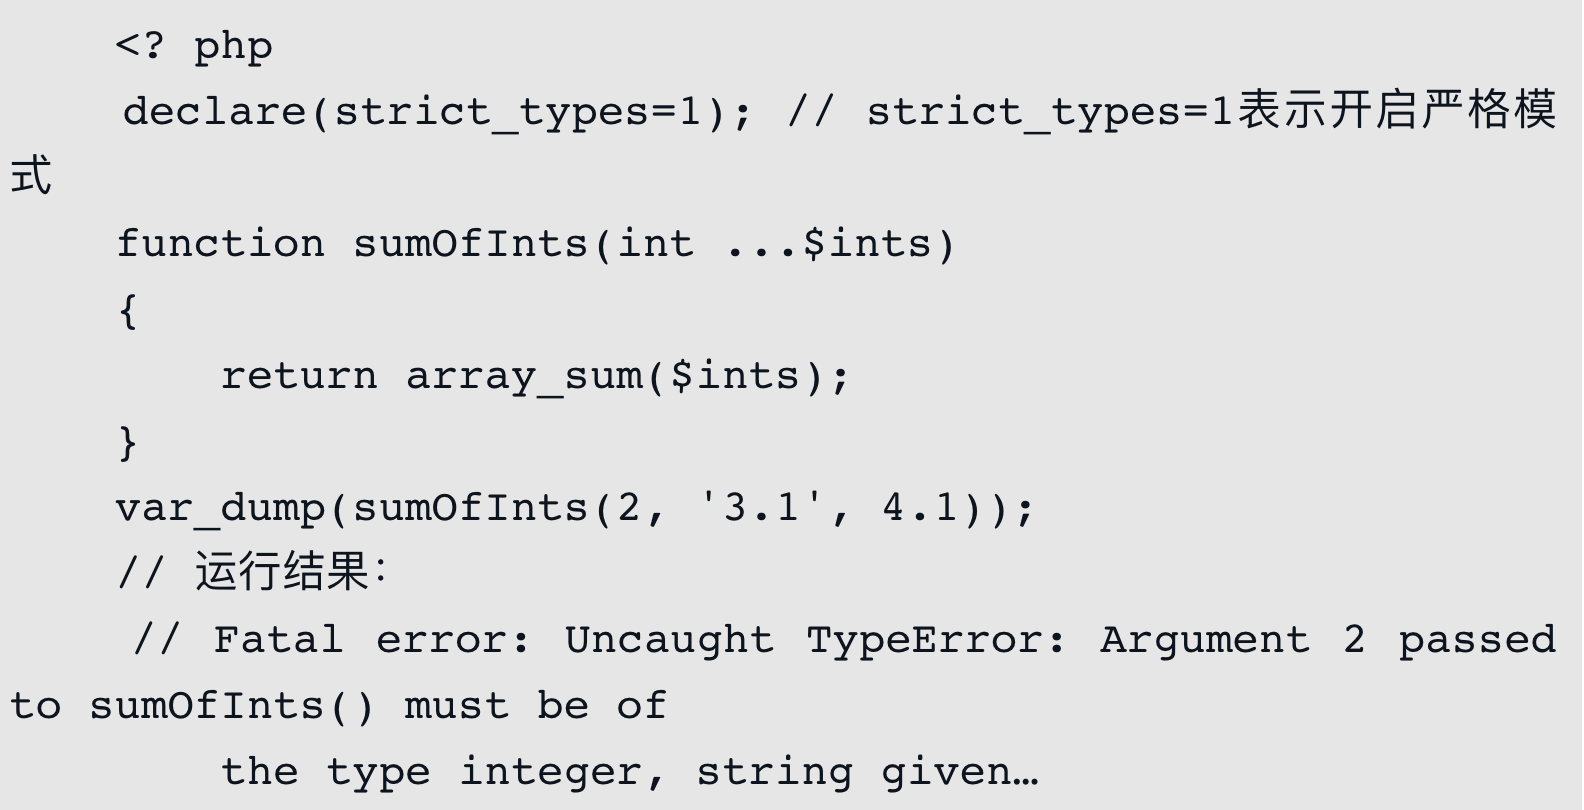 <? php
declare(strict_types=1); // strict_types=1表示开启严格模
式
function sumOfInts(int ...$ints)
{
    return array_sum($ints);
}
var_dump(sumOfInts(2, '3.1', 4.1));
// 运行结果：
// Fatal error: Uncaught TypeError: Argument 2 passed
to sumOfInts() must be of
    the type integer, string given…